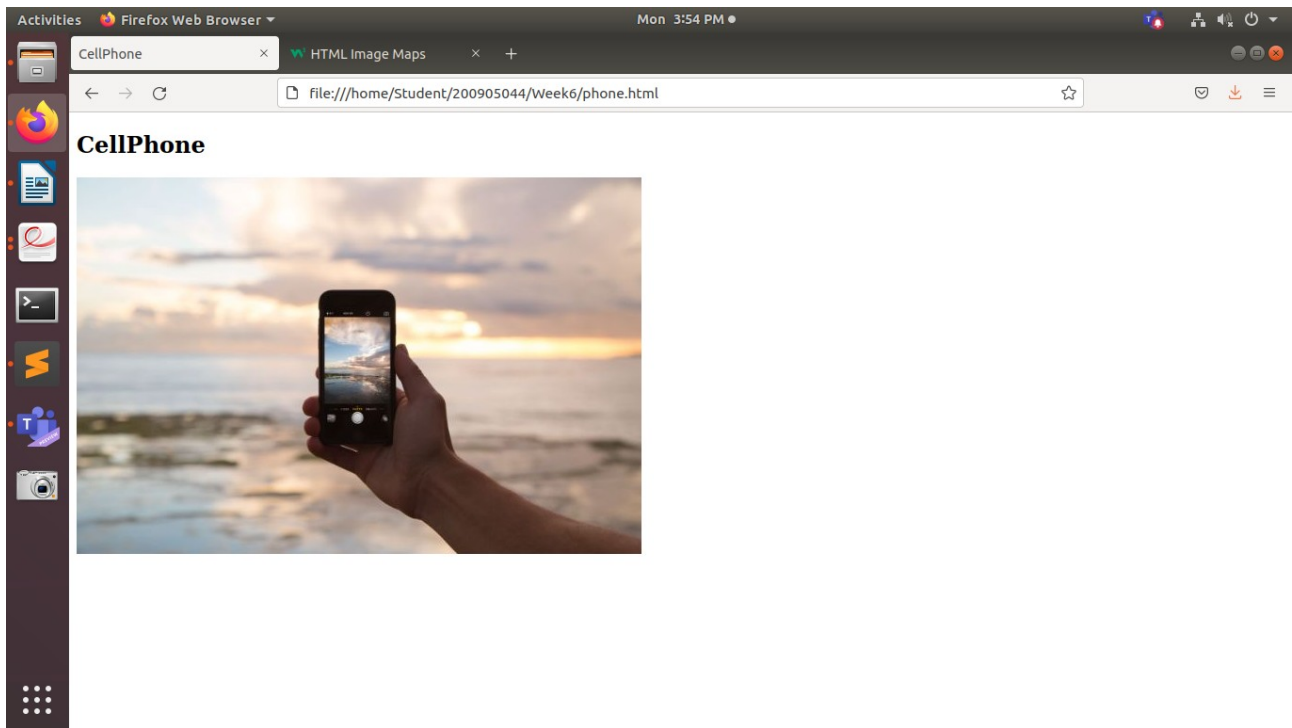 Activities Firefox Web Browser Mon 3:54 PM
CellPhone HTML Image Maps
file:///home/Student/200905044/Week6/phone.html
CellPhone